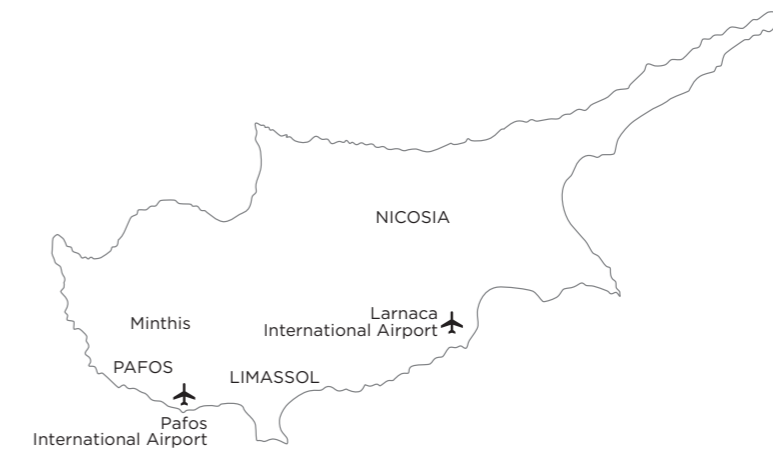 NICOSIA
Larnaca
International Airport
Minthis
PAFOS
LIMASSOL
Pafos
International Airport